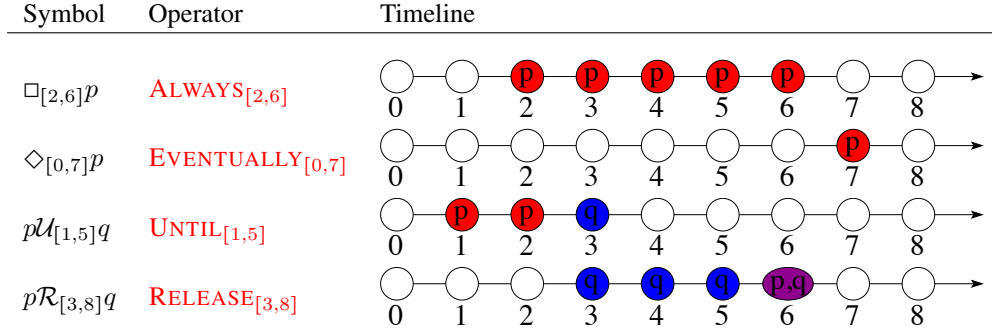 Symbol Operator Timeline
□[2,6]p ALWAYS[2,6] p p p p p
0 1 2 3 4 5 6 7 8
◇[0,7]p EVENTUALLY[0,7] p
0 1 2 3 4 5 6 7 8
p𝒰[1,5]q UNTIL[1,5] p p q
0 1 2 3 4 5 6 7 8
pℛ[3,8]q RELEASE[3,8] q q q p,q
0 1 2 3 4 5 6 7 8